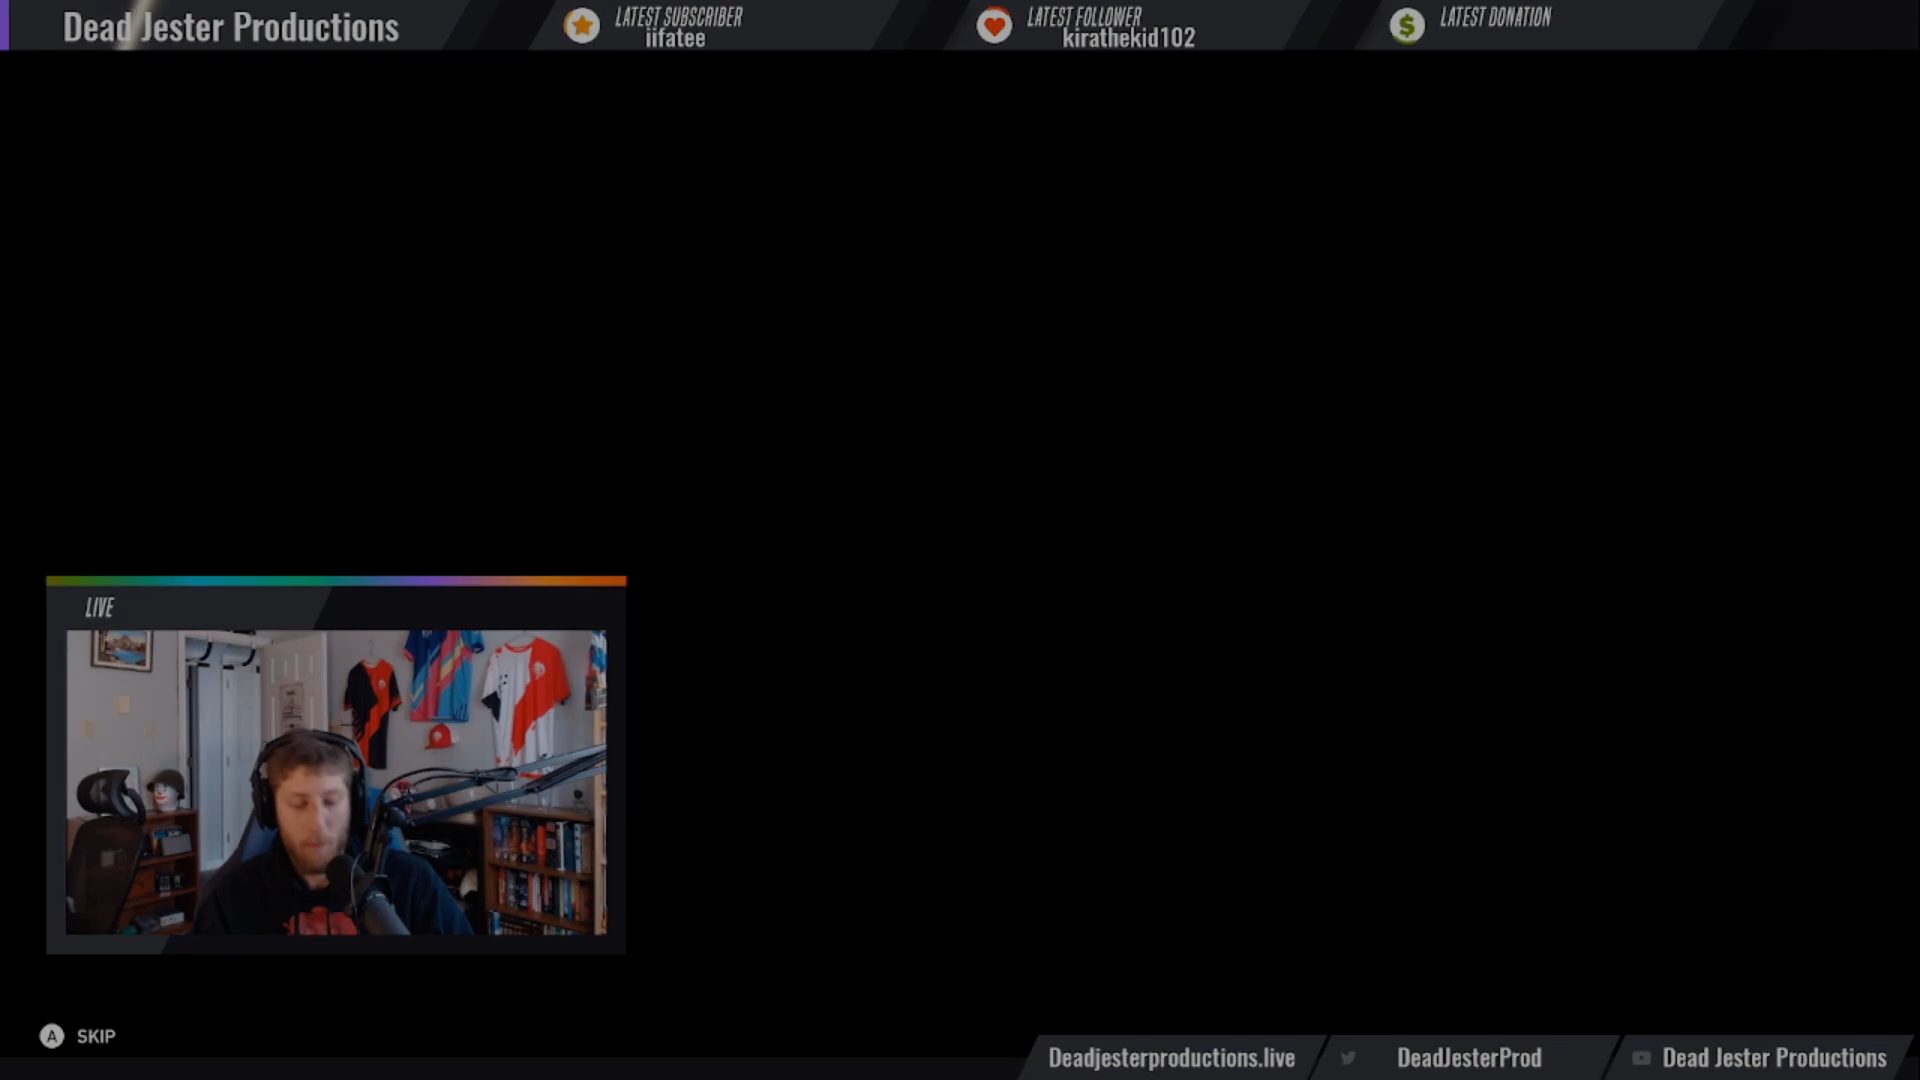 Dead Jester Productions
LATEST SUBSCRIBER
iifatee
LATEST FOLLOWER
kirathekid102
LATEST DONATION
LIVE
A SKIP
Deadjesterproductions.live
DeadJesterProd
Dead Jester Productions